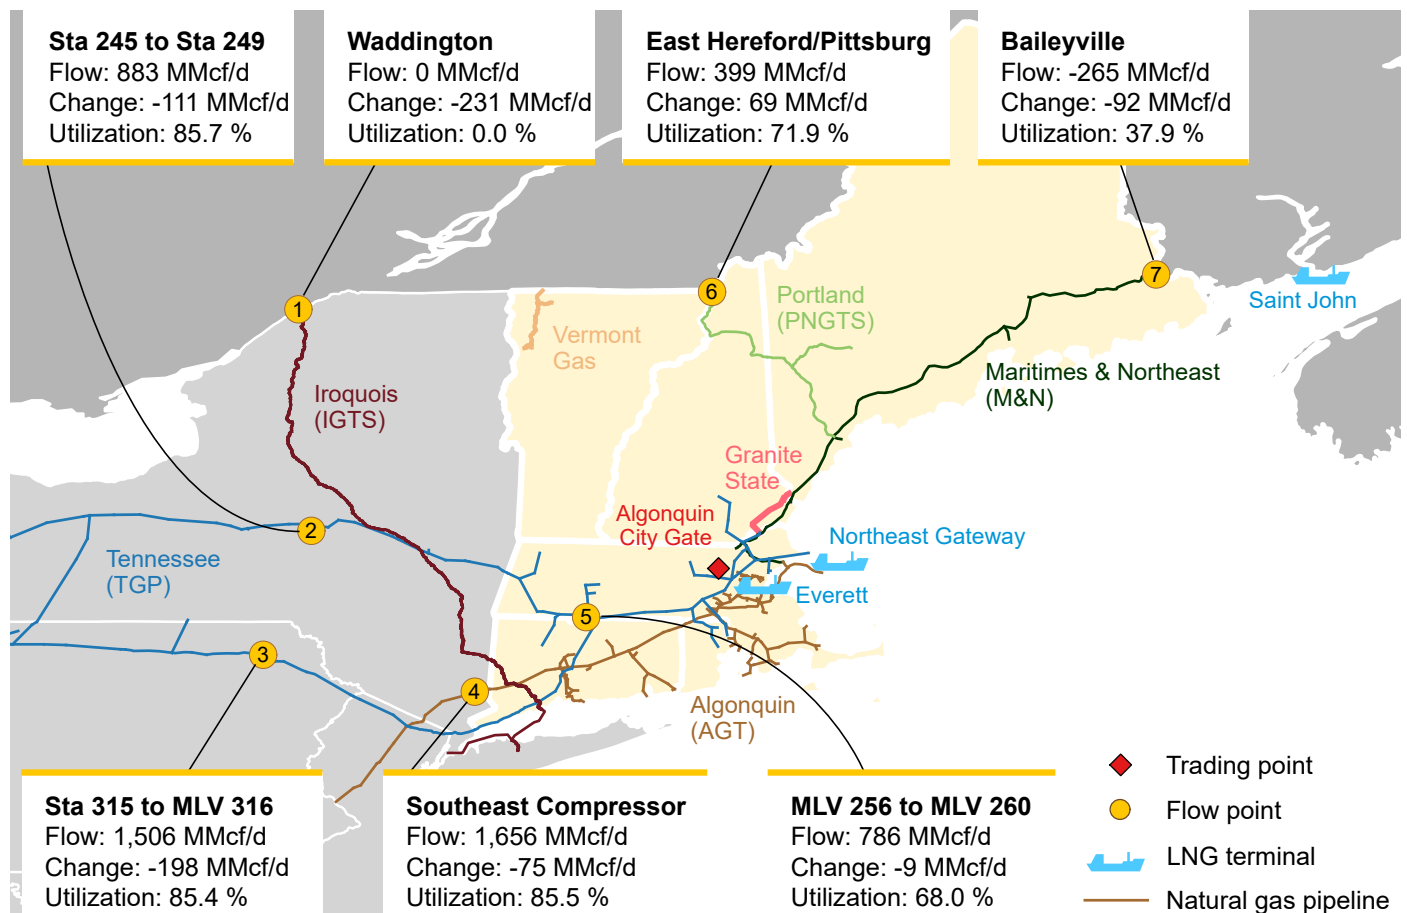 Sta 245 to Sta 249
Flow: 883 MMcf/d
Change: -111 MMcf/d
Utilization: 85.7 %
Waddington
Flow: 0 MMcf/d
Change: -231 MMcf/d
Utilization: 0.0 %
East Hereford/Pittsburg
Flow: 399 MMcf/d
Change: 69 MMcf/d
Utilization: 71.9 %
Baileyville
Flow: -265 MMcf/d
Change: -92 MMcf/d
Utilization: 37.9 %
1
6
7
Saint John
Portland
(PNGTS)
Vermont
Gas
Maritimes & Northeast
(M&N)
Iroquois
(IGTS)
Granite
State
Algonquin
City Gate
2
Northeast Gateway
Tennessee
(TGP)
Everett
5
3
4
Algonquin
(AGT)
Sta 315 to MLV 316
Flow: 1,506 MMcf/d
Change: -198 MMcf/d
Utilization: 85.4 %
Southeast Compressor
Flow: 1,656 MMcf/d
Change: -75 MMcf/d
Utilization: 85.5 %
MLV 256 to MLV 260
Flow: 786 MMcf/d
Change: -9 MMcf/d
Utilization: 68.0 %
Trading point
Flow point
LNG terminal
Natural gas pipeline